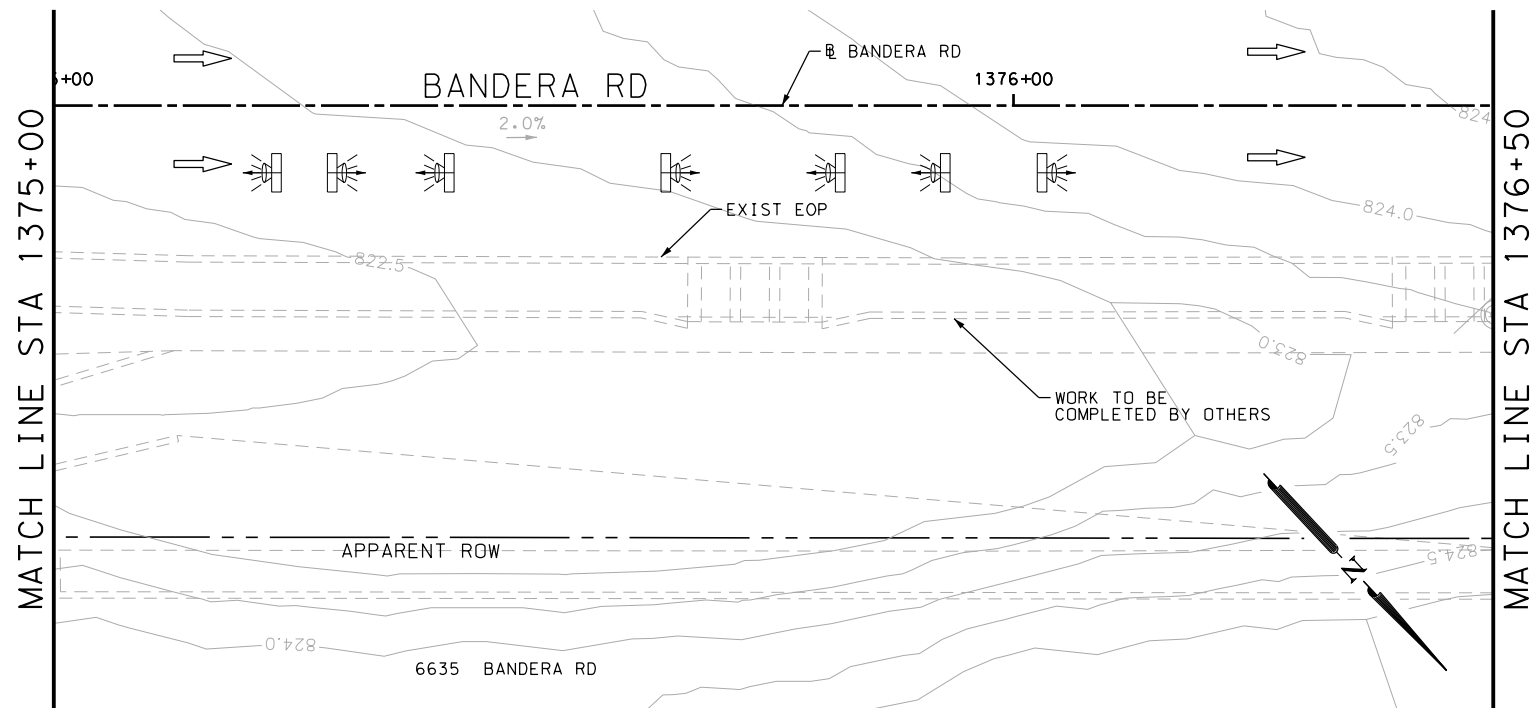 ℄ BANDERA RD
5+00
BANDERA RD
1376+00
824
2.0%
MATCH LINE STA 1375+00
MATCH LINE STA 1376+50
EXIST EOP
824.0
822.5
823.0
WORK TO BE
COMPLETED BY OTHERS
823.5
APPARENT ROW
824.5
N
824.0
6635 BANDERA RD